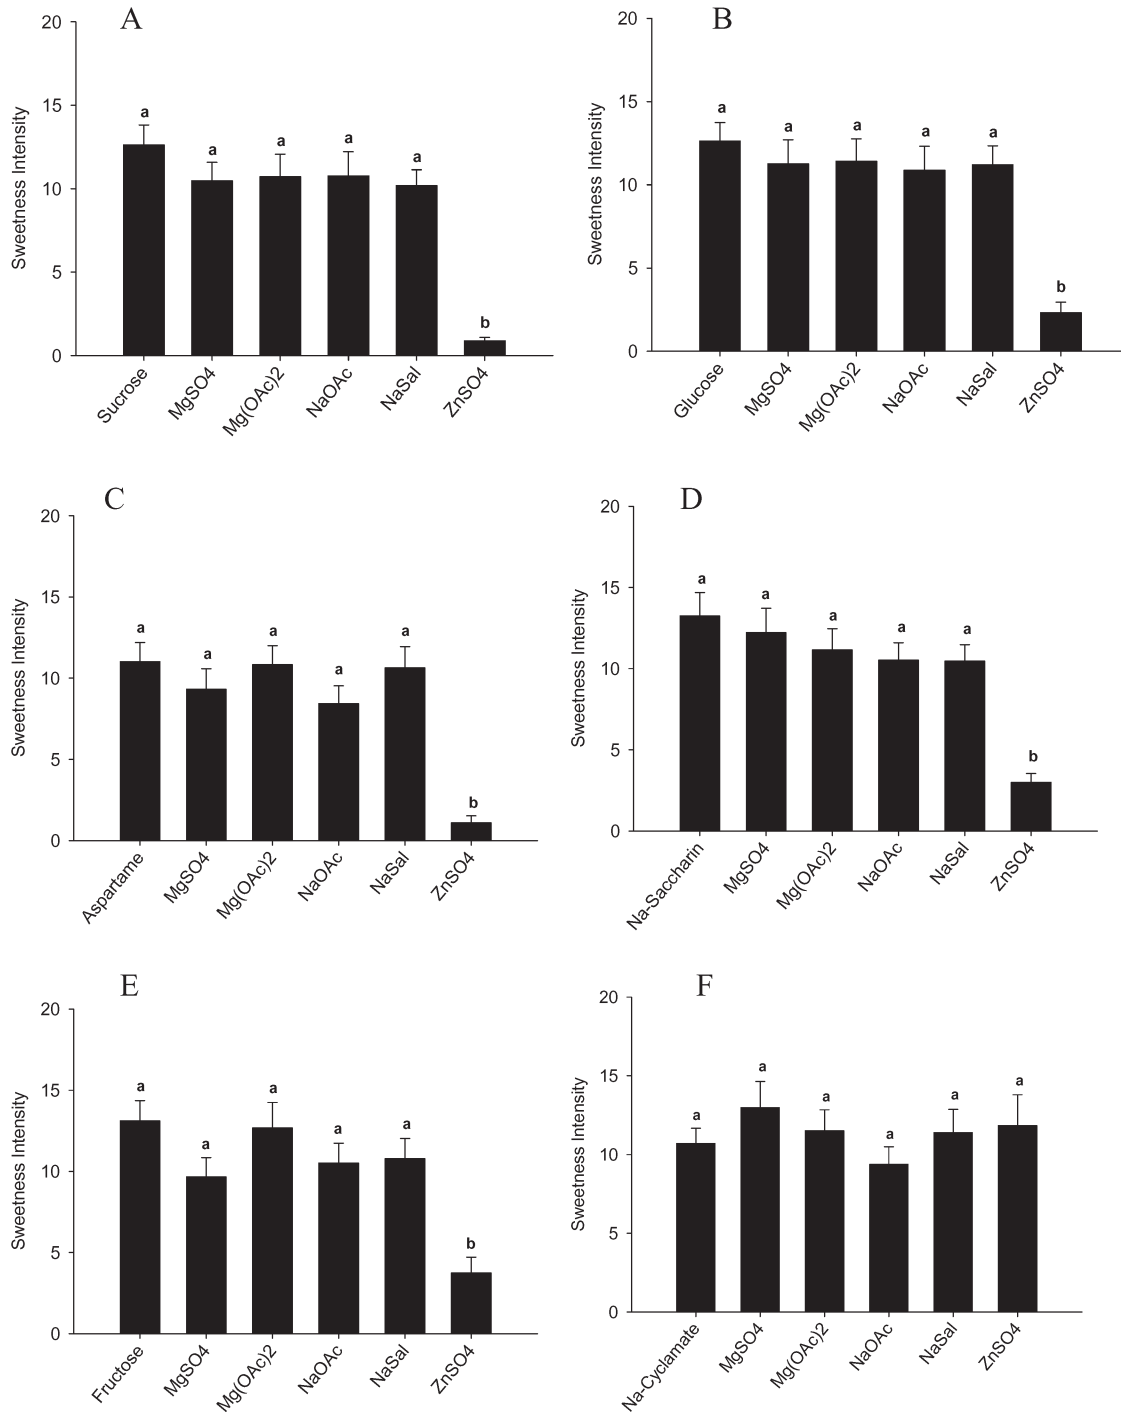 A
Sweetness Intensity
20
15
10
5
0
a
a
a
a
a
b
Sucrose
MgSO4
Mg(OAc)2
NaOAc
NaSal
ZnSO4
B
Sweetness Intensity
20
15
10
5
0
a
a
a
a
a
b
Glucose
MgSO4
Mg(OAc)2
NaOAc
NaSal
ZnSO4
C
Sweetness Intensity
20
15
10
5
0
a
a
a
a
a
b
Aspartame
MgSO4
Mg(OAc)2
NaOAc
NaSal
ZnSO4
D
Sweetness Intensity
20
15
10
5
0
a
a
a
a
a
b
Na-Saccharin
MgSO4
Mg(OAc)2
NaOAc
NaSal
ZnSO4
E
Sweetness Intensity
20
15
10
5
0
a
a
a
a
a
b
Fructose
MgSO4
Mg(OAc)2
NaOAc
NaSal
ZnSO4
F
Sweetness Intensity
20
15
10
5
0
a
a
a
a
a
a
Na-Cyclamate
MgSO4
Mg(OAc)2
NaOAc
NaSal
ZnSO4